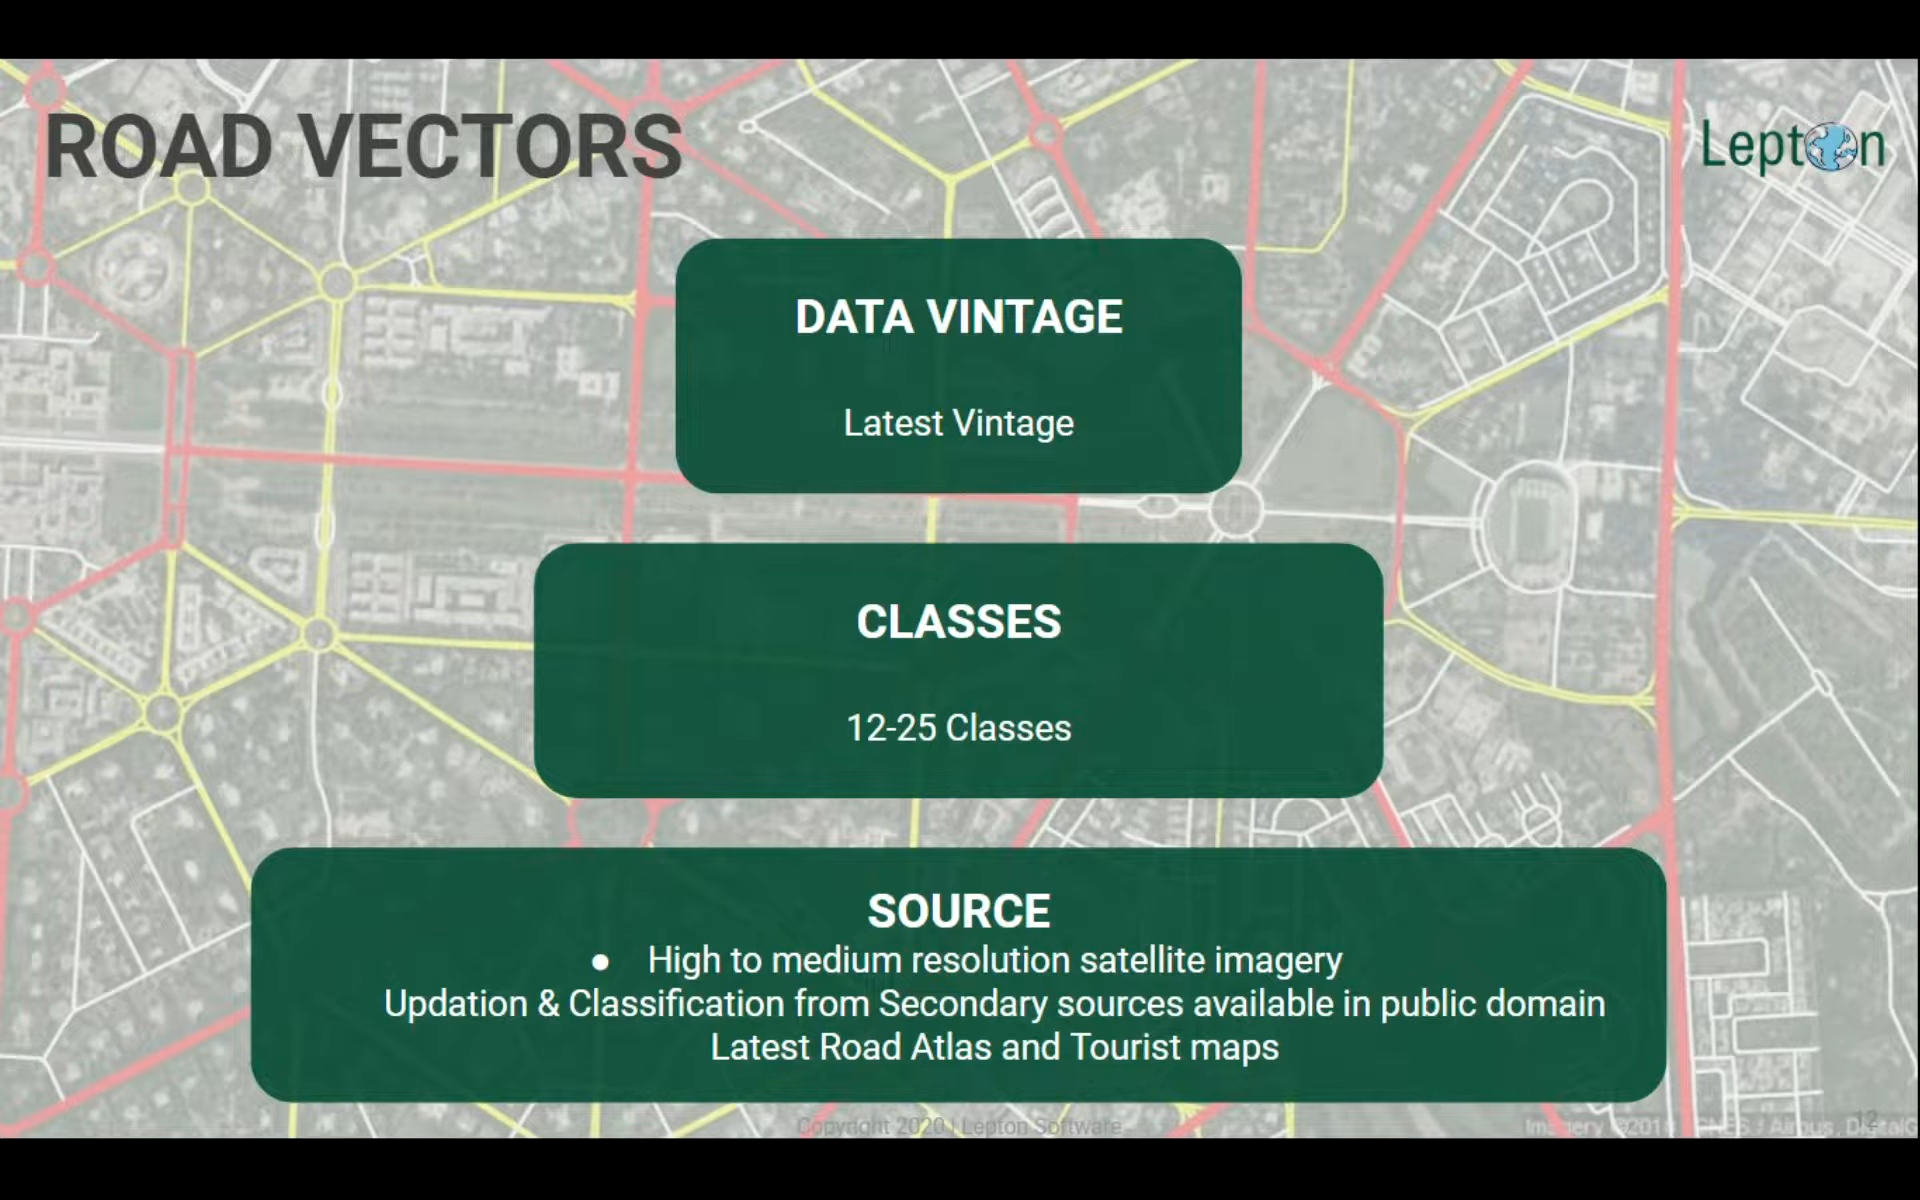 ROAD VECTORS
Lepton
DATA VINTAGE
Latest Vintage
CLASSES
12-25 Classes
SOURCE
● High to medium resolution satellite imagery
Updation & Classification from Secondary sources available in public domain
Latest Road Atlas and Tourist maps
Copyright 2020 | Lepton Software
12